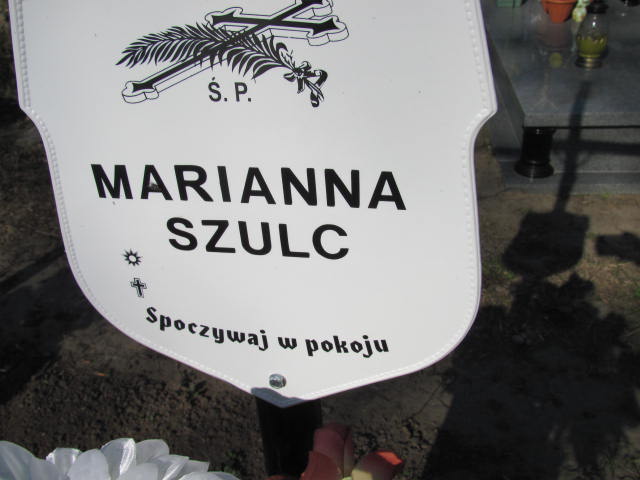 Ś. P.
MARIANNA
SZULC
Spoczywaj w pokoju